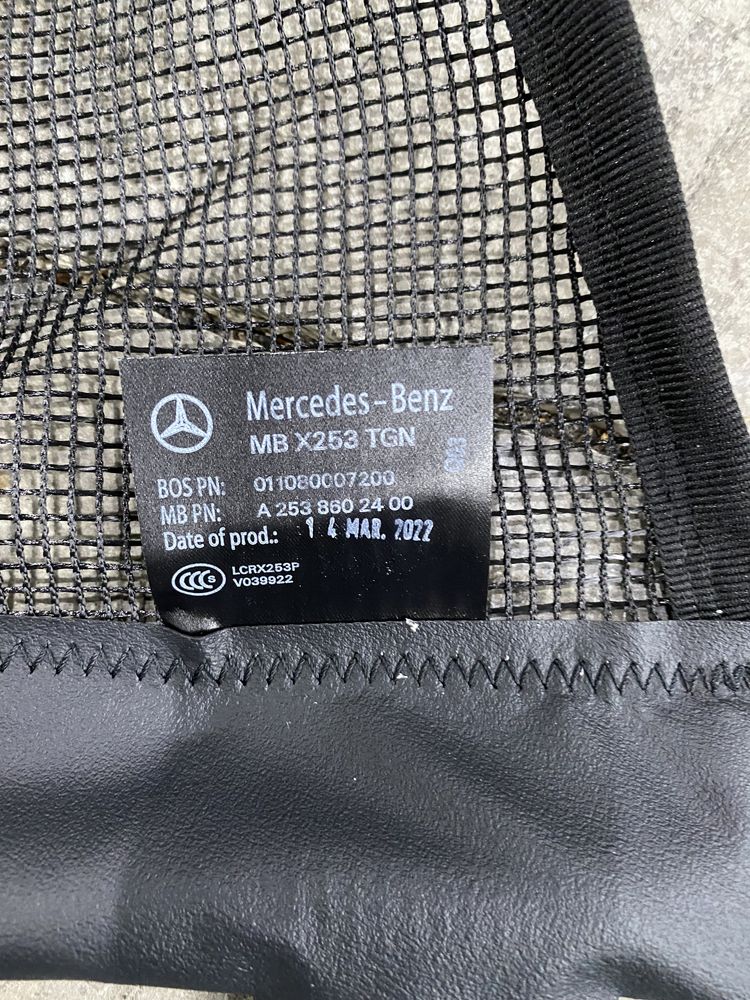 Mercedes-Benz
MB X253 TGN
BOS PN: 011080007200
MB PN: A 253 860 24 00
Date of prod.: 1 4 MAR. 2022
CCC S
LCRX253P
V039922